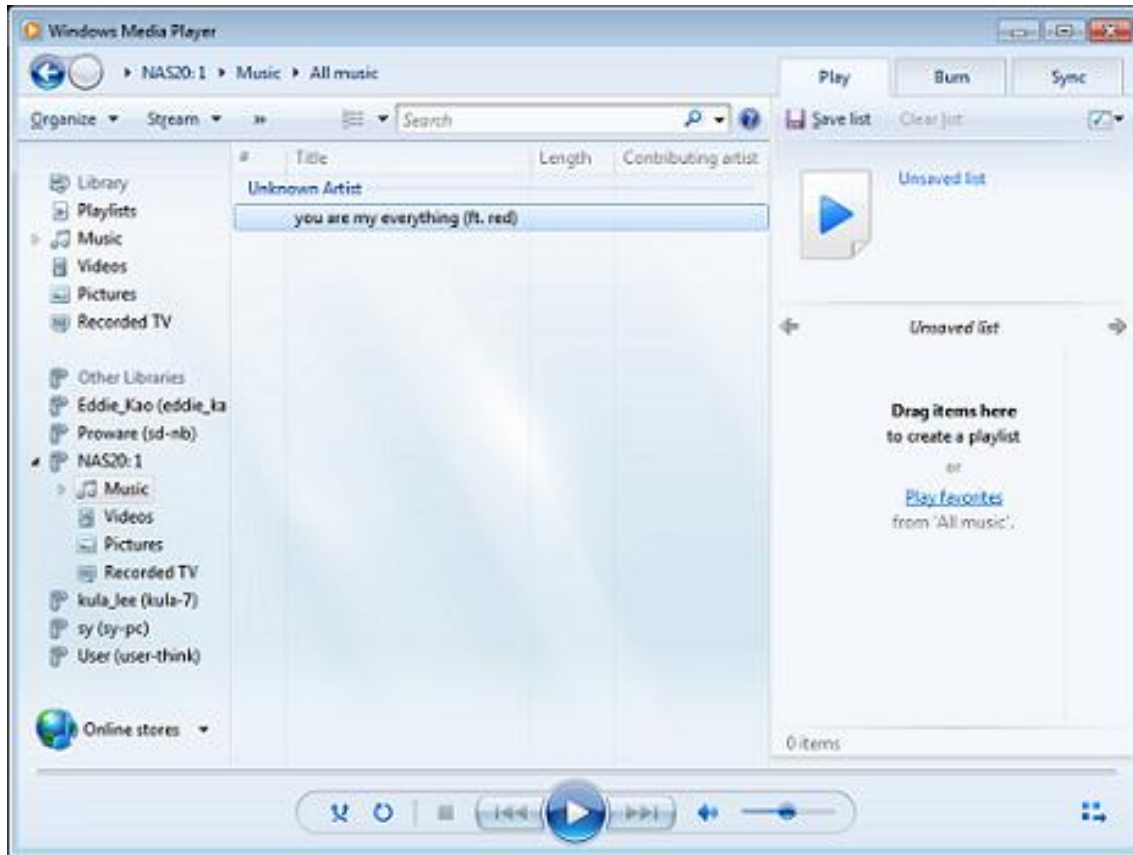 Windows Media Player
NAS20:1 Music All music
Play Burn Sync
Organize Stream » Search
Save list Clear list
# Title Length Contributing artist
Unknown Artist
you are my everything (ft. red)
Library
Playlists
Music
Videos
Pictures
Recorded TV
Other Libraries
Eddie_Kao (eddie_ka
Proware (sd-nb)
NAS20:1
Music
Videos
Pictures
Recorded TV
kula_lee (kula-7)
sy (sy-pc)
User (user-think)
Online stores
Unsaved list
Unsaved list
Drag items here
to create a playlist
or
Play favorites
from 'All music'.
0 items